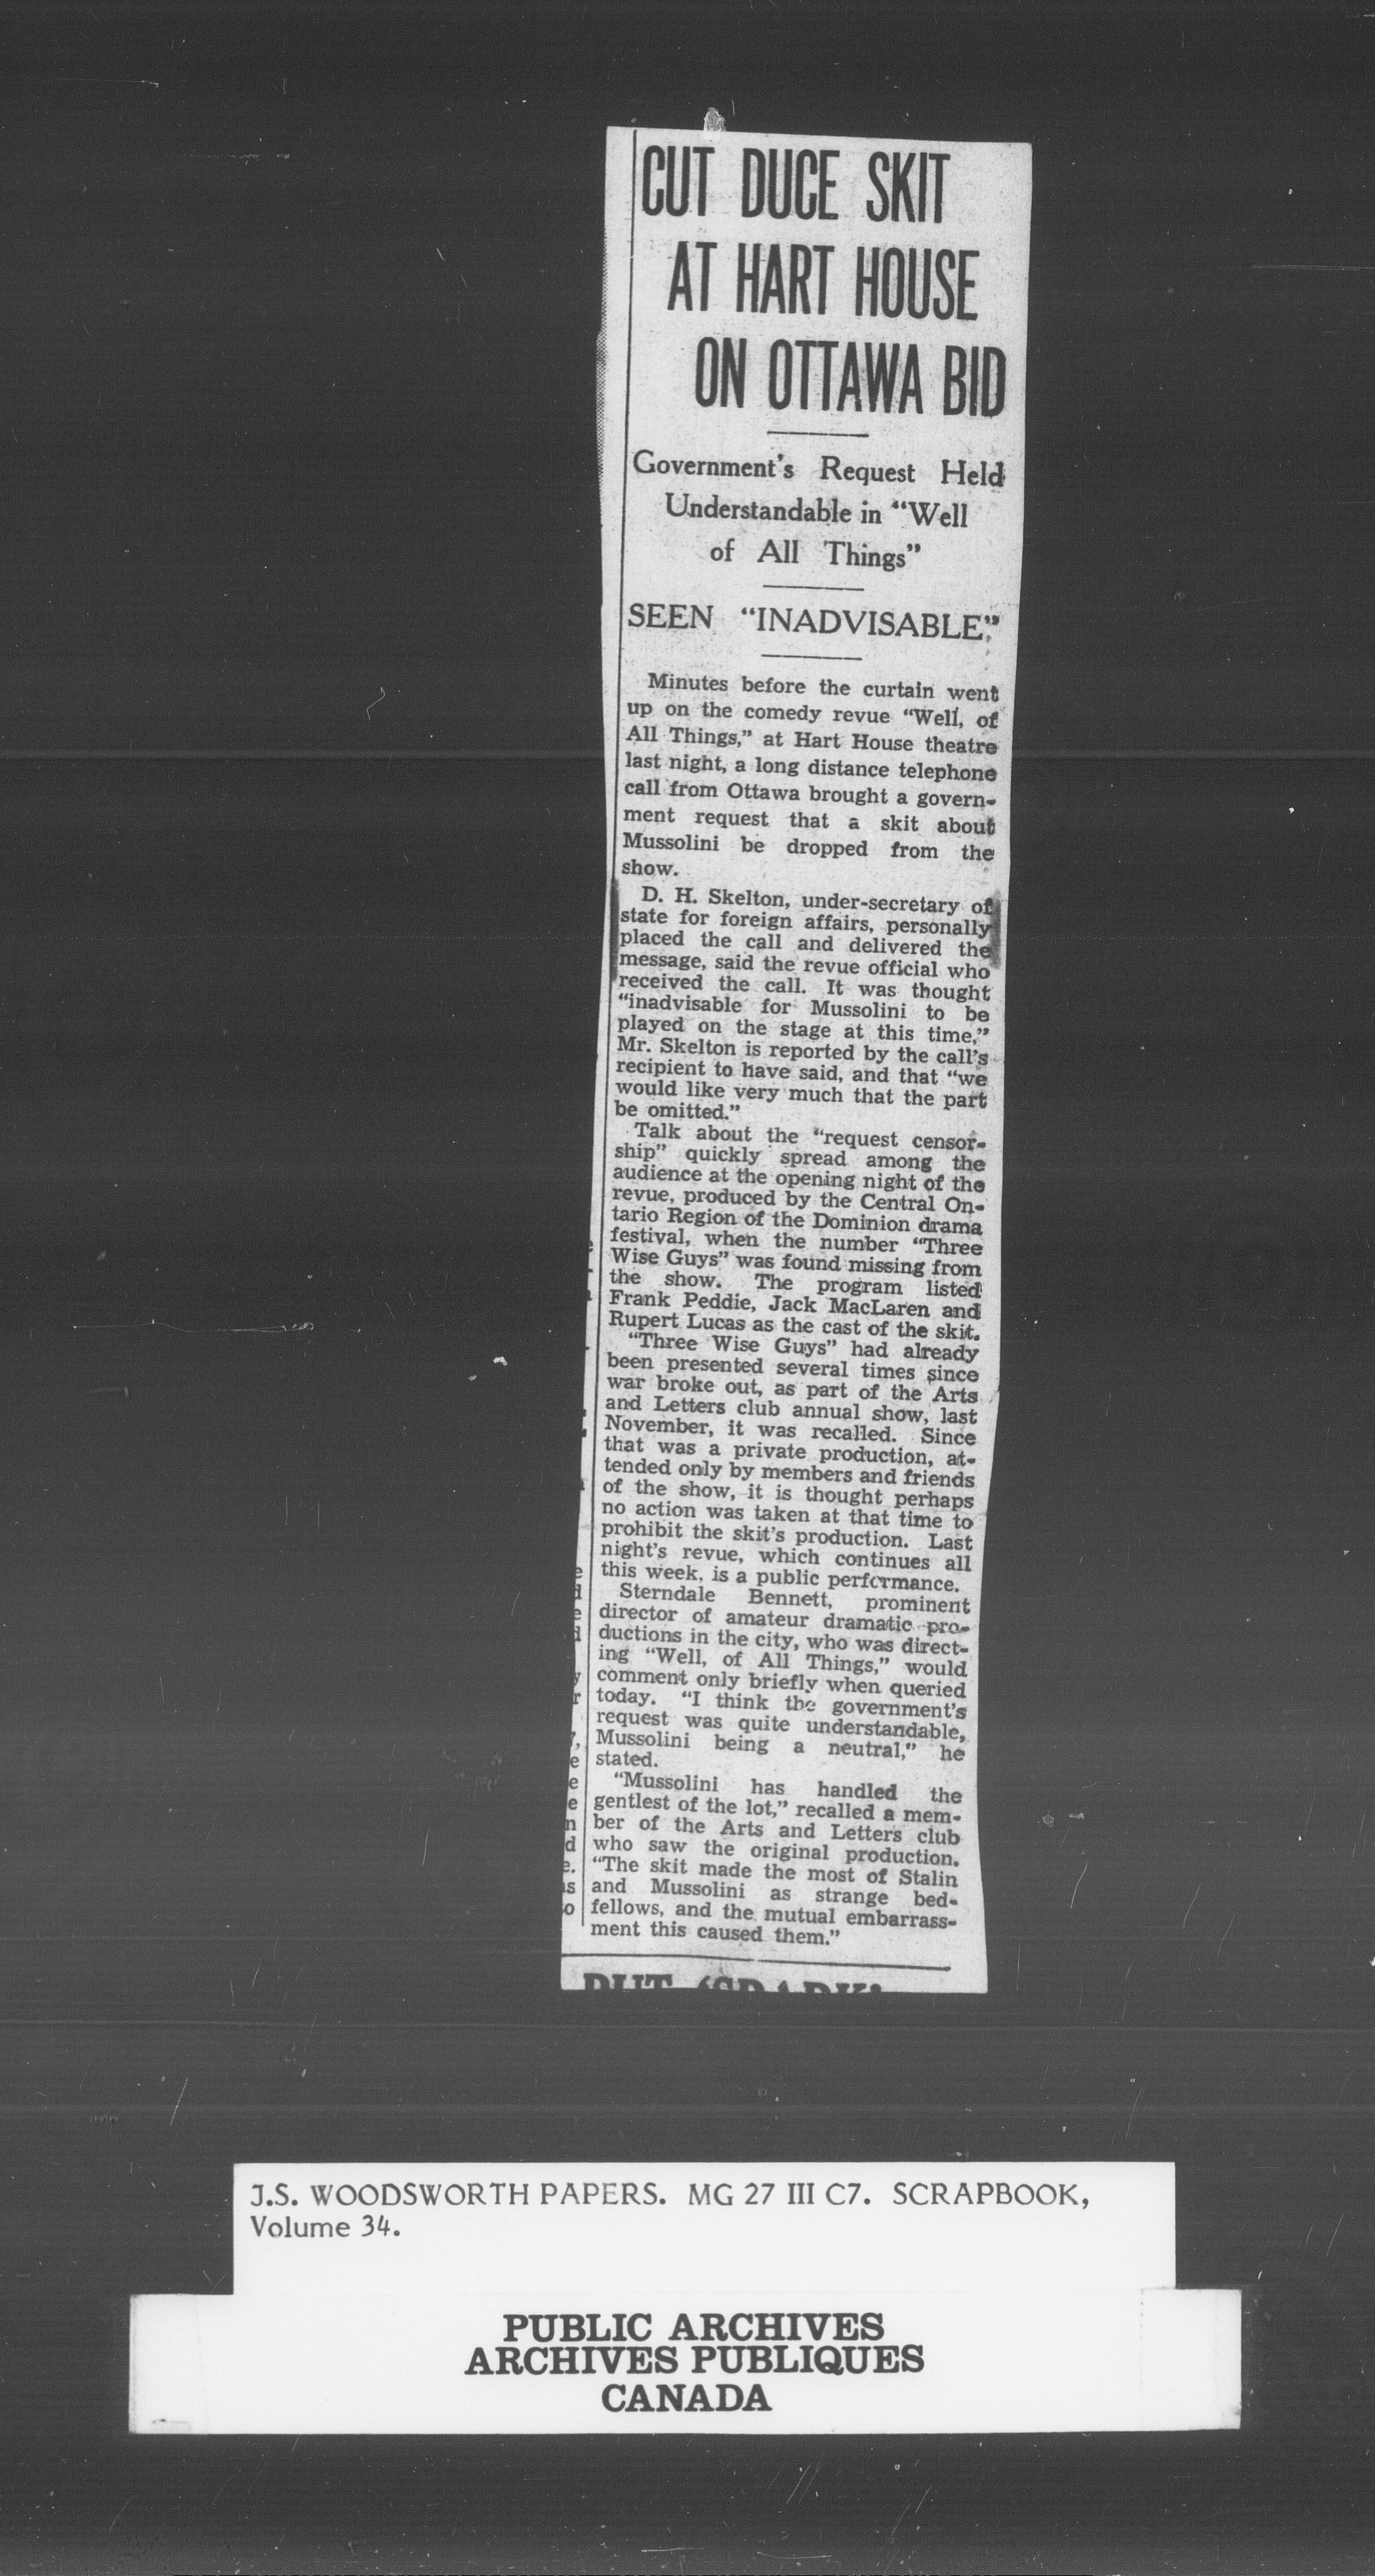 CUT DUCE SKIT
AT HART HOUSE
ON OTTAWA BID
Government's Request Held
Understandable in "Well
of All Things"
SEEN "INADVISABLE"
Minutes before the curtain went
up on the comedy revue "Well, of
All Things," at Hart House theatre
last night, a long distance telephone
call from Ottawa brought a govern-
ment request that a skit about
Mussolini be dropped from the
show.
D. H. Skelton, under-secretary of
state for foreign affairs, personally
placed the call and delivered the
message, said the revue official who
received the call. It was thought
"inadvisable for Mussolini to be
played on the stage at this time,"
Mr. Skelton is reported by the call's
recipient to have said, and that "we
would like very much that the part
be omitted."
Talk about the "request censor-
ship" quickly spread among the
audience at the opening night of the
revue, produced by the Central On-
tario Region of the Dominion drama
festival, when the number "Three
Wise Guys" was found missing from
the show. The program listed
Frank Peddie, Jack MacLaren and
Rupert Lucas as the cast of the skit.
"Three Wise Guys" had already
been presented several times since
war broke out, as part of the Arts
and Letters club annual show, last
November, it was recalled. Since
that was a private production, at-
tended only by members and friends
of the show, it is thought perhaps
no action was taken at that time to
prohibit the skit's production. Last
night's revue, which continues all
this week, is a public performance.
Sterndale Bennett, prominent
director of amateur dramatic pro-
ductions in the city, who was direct-
ing "Well, of All Things," would
comment only briefly when queried
today. "I think the government's
request was quite understandable,
Mussolini being a neutral," he
stated.
"Mussolini has handled the
gentlest of the lot," recalled a mem-
ber of the Arts and Letters club
who saw the original production.
"The skit made the most of Stalin
and Mussolini as strange bed-
fellows, and the mutual embarrass-
ment this caused them."
J.S. WOODSWORTH PAPERS. MG 27 III C7. SCRAPBOOK,
Volume 34.
PUBLIC ARCHIVES
ARCHIVES PUBLIQUES
CANADA